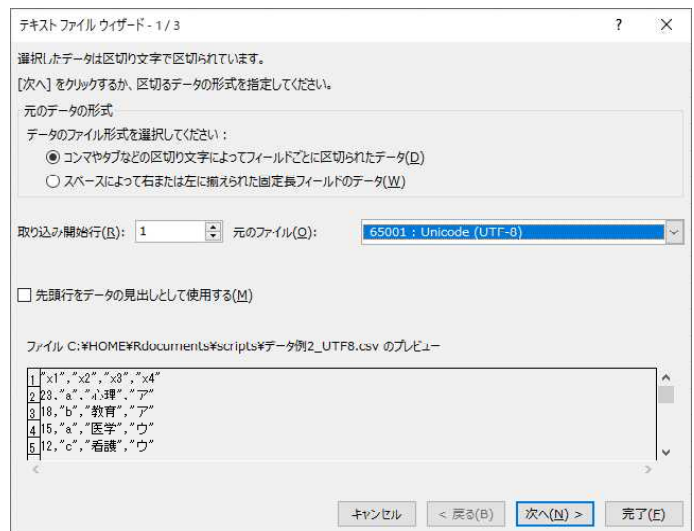 テキスト ファイル ウィザード - 1 / 3
? ×
選択したデータは区切り文字で区切られています。
[次へ] をクリックするか、区切るデータの形式を指定してください。
元のデータの形式
データのファイル形式を選択してください：
コンマやタブなどの区切り文字によってフィールドごとに区切られたデータ(D)
スペースによって右または左に揃えられた固定長フィールドのデータ(W)
取り込み開始行(R): 1 元のファイル(O): 65001 : Unicode (UTF-8)
先頭行をデータの見出しとして使用する(M)
ファイル C:¥HOME¥Rdocuments¥scripts¥データ例2_UTF8.csv のプレビュー
1 "x1","x2","x3","x4"
2 23,"a","心理","ア"
3 18,"b","教育","ア"
4 15,"a","医学","ウ"
5 12,"c","看護","ウ"
キャンセル < 戻る(B) 次へ(N) > 完了(F)